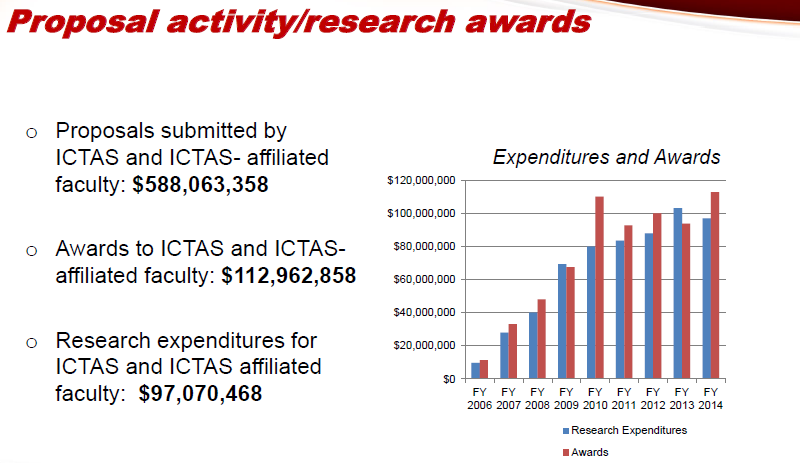 Proposal activity/research awards
o Proposals submitted by
ICTAS and ICTAS- affiliated
faculty: $588,063,358
o Awards to ICTAS and ICTAS-
affiliated faculty: $112,962,858
o Research expenditures for
ICTAS and ICTAS affiliated
faculty: $97,070,468
Expenditures and Awards
$120,000,000
$100,000,000
$80,000,000
$60,000,000
$40,000,000
$20,000,000
$0
FY FY FY FY FY FY FY FY FY
2006 2007 2008 2009 2010 2011 2012 2013 2014
Research Expenditures
Awards